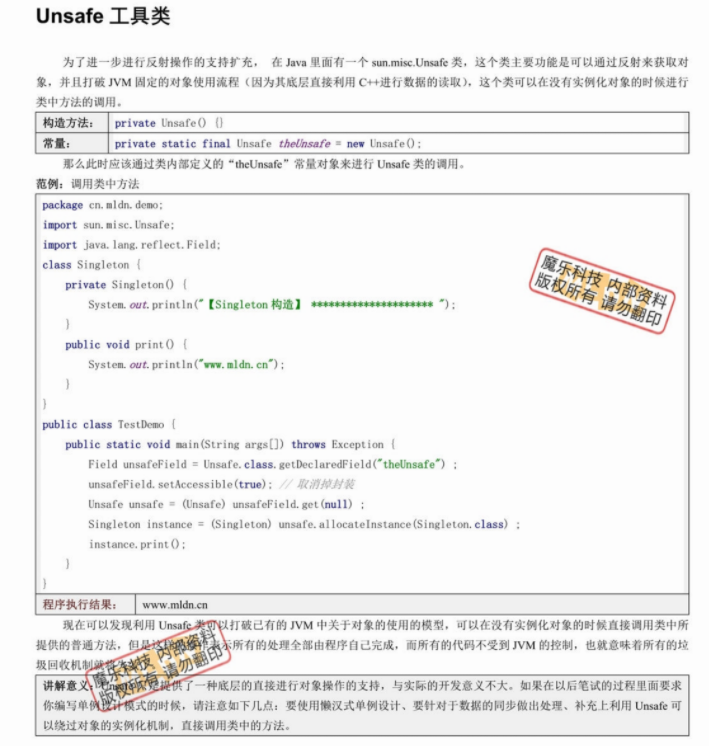 Unsafe 工具类
为了进一步进行反射操作的支持扩充， 在 Java 里面有一个 sun.misc.Unsafe 类，这个类主要功能是可以通过反射来获取对
象，并且打破 JVM 固定的对象使用流程（因为其底层直接利用 C++进行数据的读取），这个类可以在没有实例化对象的时候进行
类中方法的调用。
构造方法： private Unsafe() {}
常量： private static final Unsafe theUnsafe = new Unsafe();
那么此时应该通过类内部定义的“theUnsafe”常量对象来进行 Unsafe 类的调用。
范例：调用类中方法
package cn.mldn.demo;
import sun.misc.Unsafe;
import java.lang.reflect.Field;
class Singleton {
private Singleton() {
System.out.println("【Singleton 构造】 ********************* ");
}
public void print() {
System.out.println("www.mldn.cn");
}
}
public class TestDemo {
public static void main(String args[]) throws Exception {
Field unsafeField = Unsafe.class.getDeclaredField("theUnsafe") ;
unsafeField.setAccessible(true); // 取消掉封装
Unsafe unsafe = (Unsafe) unsafeField.get(null) ;
Singleton instance = (Singleton) unsafe.allocateInstance(Singleton.class) ;
instance.print();
}
}
魔乐科技 内部资料
版权所有 请勿翻印
程序执行结果： www.mldn.cn
现在可以发现利用 Unsafe 类可以打破已有的 JVM 中关于对象的使用的模型，可以在没有实例化对象的时候直接调用类中所
提供的普通方法，但是这样的操作表示所有的处理全部由程序自己完成，而所有的代码不受到 JVM 的控制，也就意味着所有的垃
圾回收机制就
魔乐科技 内部资料
版权所有 请勿翻印
讲解意义：Unsafe 提供了一种底层的直接进行对象操作的支持，与实际的开发意义不大。如果在以后笔试的过程里面要求
你编写单例设计模式的时候，请注意如下几点：要使用懒汉式单例设计、要针对于数据的同步做出处理、补充上利用 Unsafe 可
以绕过对象的实例化机制，直接调用类中的方法。